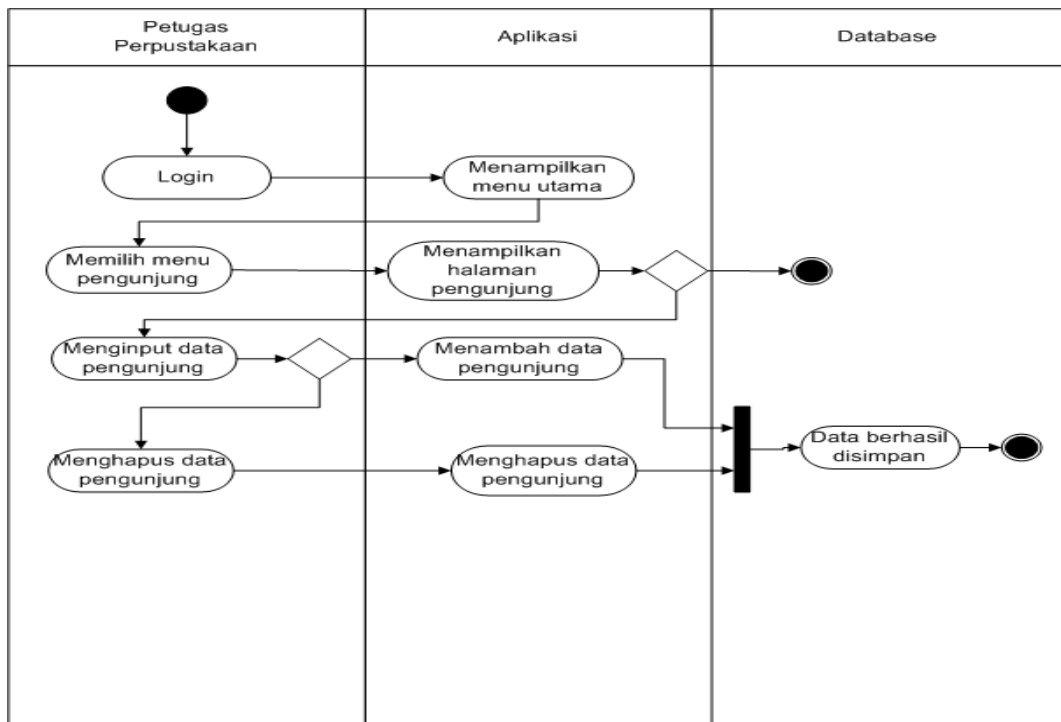 Petugas
Perpustakaan
Aplikasi
Database
Login
Menampilkan
menu utama
Memilih menu
pengunjung
Menampilkan
halaman
pengunjung
Menginput data
pengunjung
Menambah data
pengunjung
Menghapus data
pengunjung
Menghapus data
pengunjung
Data berhasil
disimpan